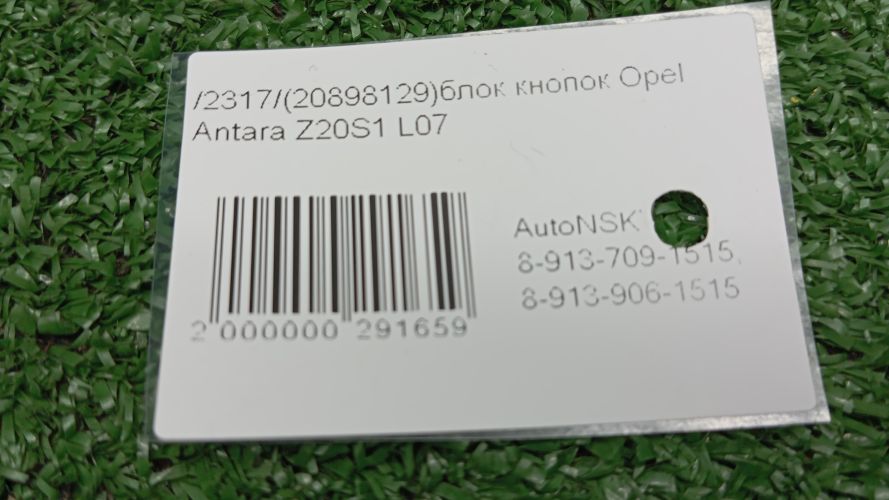 /2317/(20898129)блок кнопок Opel
Antara Z20S1 L07
AutoNSK
8-913-709-1515,
8-913-906-1515
2 000000 291659